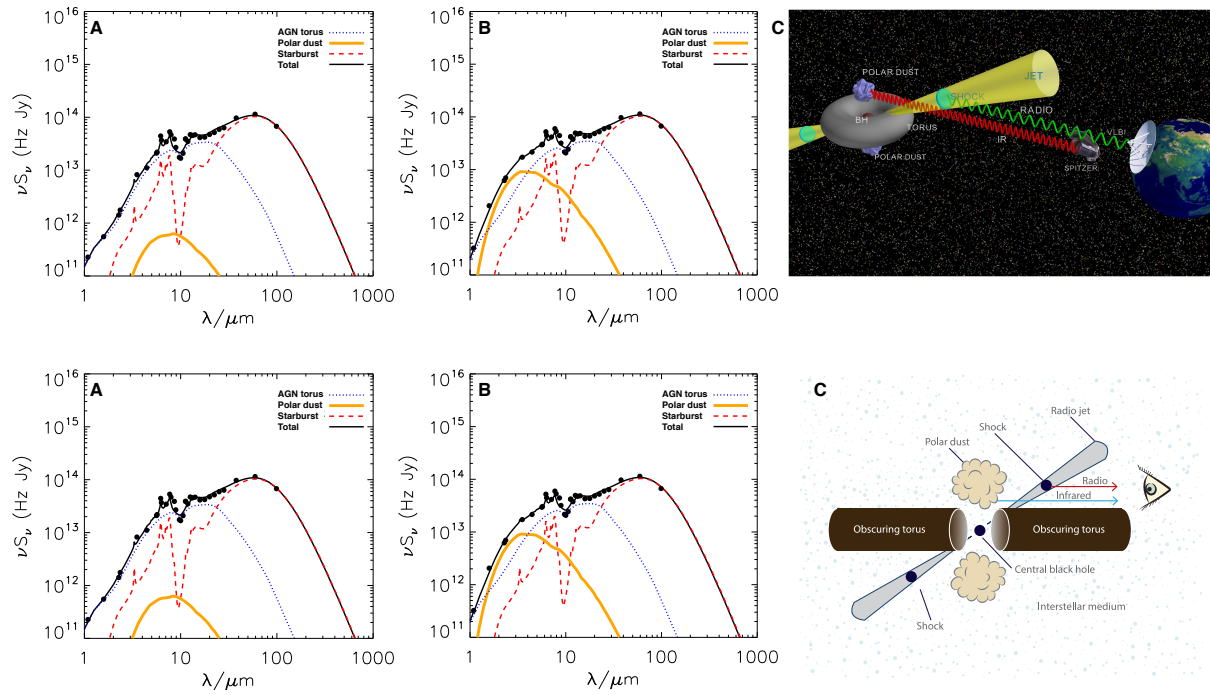 A
AGN torus
Polar dust
Starburst
Total
10^16
10^15
10^14
10^13
10^12
10^11
νS_ν (Hz Jy)
1
10
100
1000
λ/μm
B
AGN torus
Polar dust
Starburst
Total
10^16
10^15
10^14
10^13
10^12
10^11
νS_ν (Hz Jy)
1
10
100
1000
λ/μm
C
POLAR DUST
JET
SHOCK
BH
RADIO
TORUS
VLBI
IR
POLAR DUST
SPITZER
A
AGN torus
Polar dust
Starburst
Total
10^16
10^15
10^14
10^13
10^12
10^11
νS_ν (Hz Jy)
1
10
100
1000
λ/μm
B
AGN torus
Polar dust
Starburst
Total
10^16
10^15
10^14
10^13
10^12
10^11
νS_ν (Hz Jy)
1
10
100
1000
λ/μm
C
Radio jet
Shock
Polar dust
Radio
Infrared
Obscuring torus
Obscuring torus
Central black hole
Interstellar medium
Shock